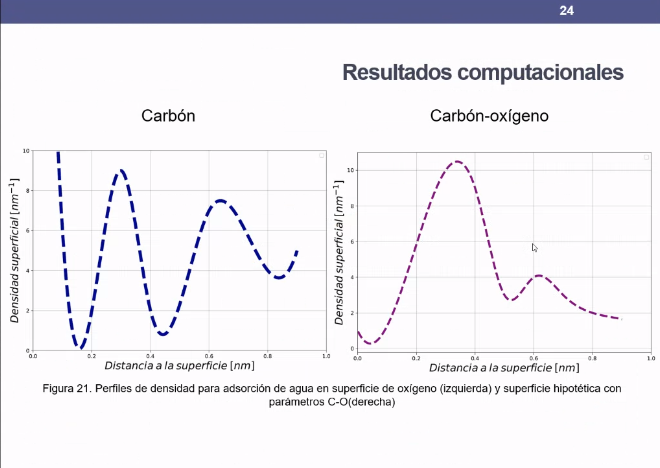 24
Resultados computacionales
Carbón
Carbón-oxígeno
Densidad superficial [nm⁻¹]
10
8
6
4
2
0
0.0 0.2 0.4 0.6 0.8 1.0
Distancia a la superficie [nm]
Densidad superficial [nm⁻¹]
10
8
6
4
2
0
0.0 0.2 0.4 0.6 0.8 1.0
Distancia a la superficie [nm]
Figura 21. Perfiles de densidad para adsorción de agua en superficie de oxígeno (izquierda) y superficie hipotética con
parámetros C-O(derecha)